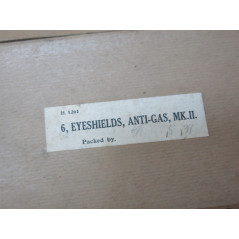 6, EYESHIELDS, ANTI-GAS, MK.II.
Packed by.